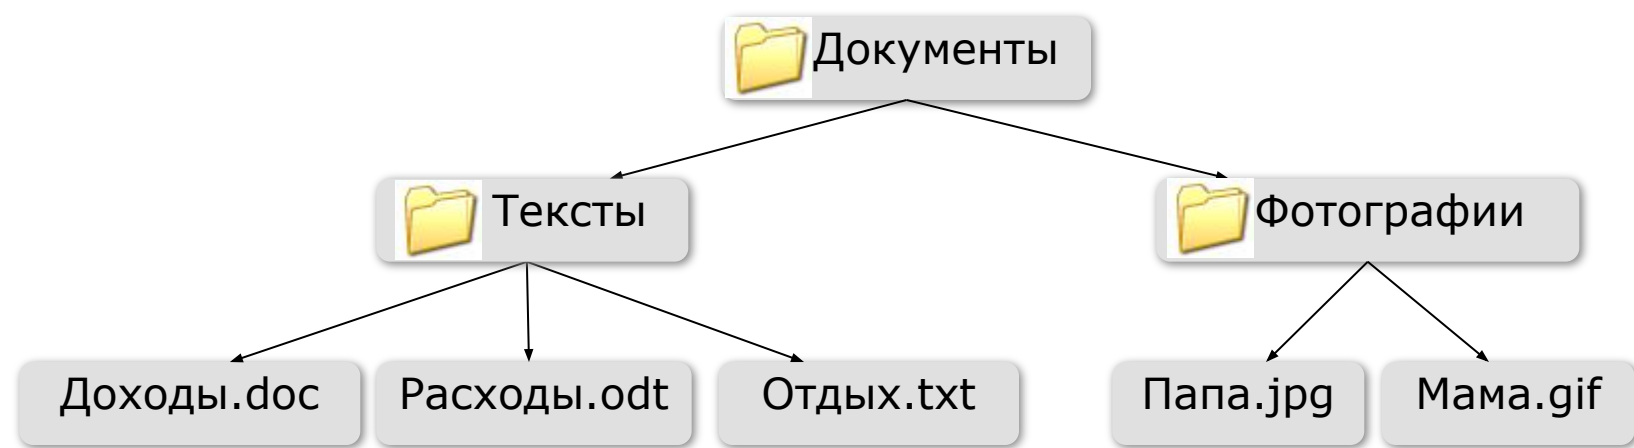 Документы
Тексты
Фотографии
Доходы.doc
Расходы.odt
Отдых.txt
Папа.jpg
Мама.gif